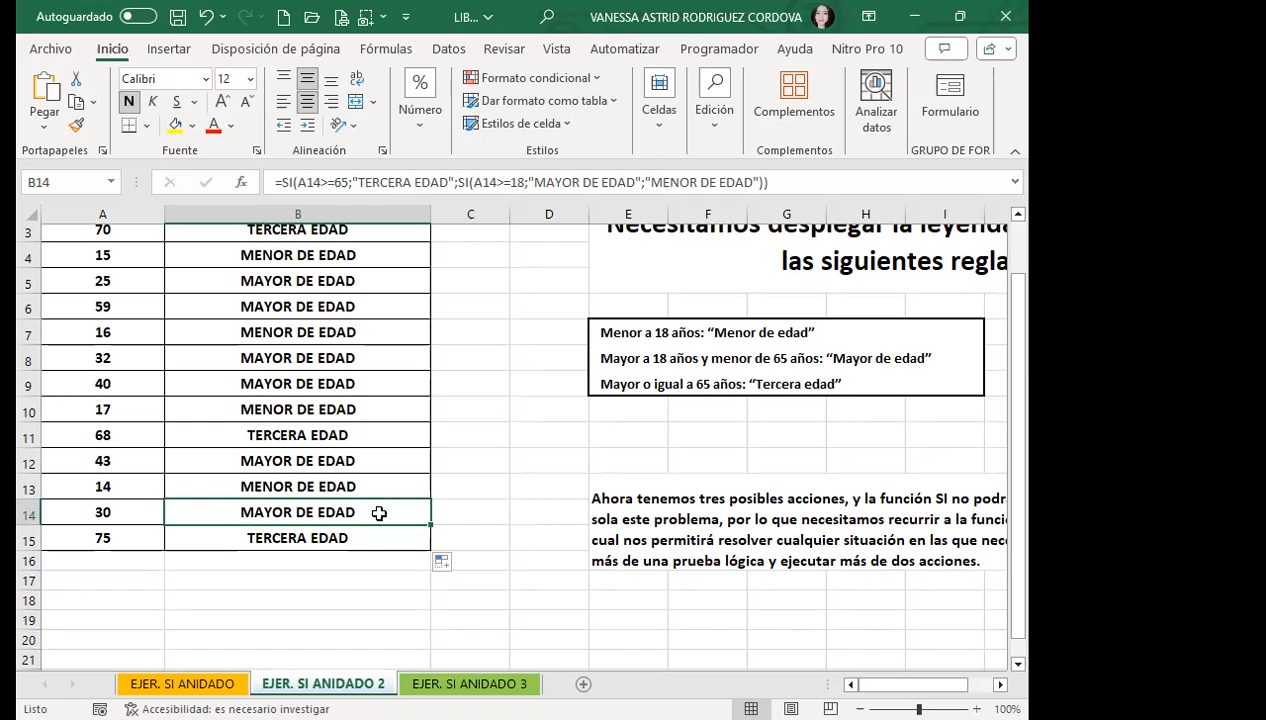 Autoguardado
LIB...
VANESSA ASTRID RODRIGUEZ CORDOVA
Archivo Inicio Insertar Disposición de página Fórmulas Datos Revisar Vista Automatizar Programador Ayuda Nitro Pro 10
Pegar
Calibri 12
N K S
ab
%
Número
Formato condicional
Dar formato como tabla
Estilos de celda
Celdas
Edición
Complementos
Analizar
datos
Formulario
Portapapeles Fuente Alineación Estilos Complementos GRUPO DE FOR
B14 fx =SI(A14>=65;"TERCERA EDAD";SI(A14>=18;"MAYOR DE EDAD";"MENOR DE EDAD"))
A B C D E F G H I
3 70 TERCERA EDAD
4 15 MENOR DE EDAD
5 25 MAYOR DE EDAD
6 59 MAYOR DE EDAD
7 16 MENOR DE EDAD
8 32 MAYOR DE EDAD
9 40 MAYOR DE EDAD
10 17 MENOR DE EDAD
11 68 TERCERA EDAD
12 43 MAYOR DE EDAD
13 14 MENOR DE EDAD
14 30 MAYOR DE EDAD
15 75 TERCERA EDAD
16
17
18
19
20
21
Necesitamos desplegar la leyenda
las siguientes regla
Menor a 18 años: “Menor de edad”
Mayor a 18 años y menor de 65 años: “Mayor de edad”
Mayor o igual a 65 años: “Tercera edad”
Ahora tenemos tres posibles acciones, y la función SI no podr
sola este problema, por lo que necesitamos recurrir a la funció
cual nos permitirá resolver cualquier situación en las que nec
más de una prueba lógica y ejecutar más de dos acciones.
EJER. SI ANIDADO EJER. SI ANIDADO 2 EJER. SI ANIDADO 3
Listo Accesibilidad: es necesario investigar 100%